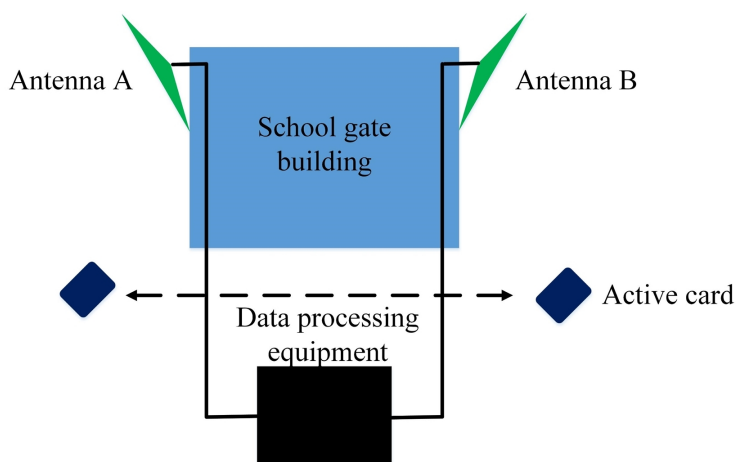 Antenna A
Antenna B
School gate
building
Active card
Data processing
equipment